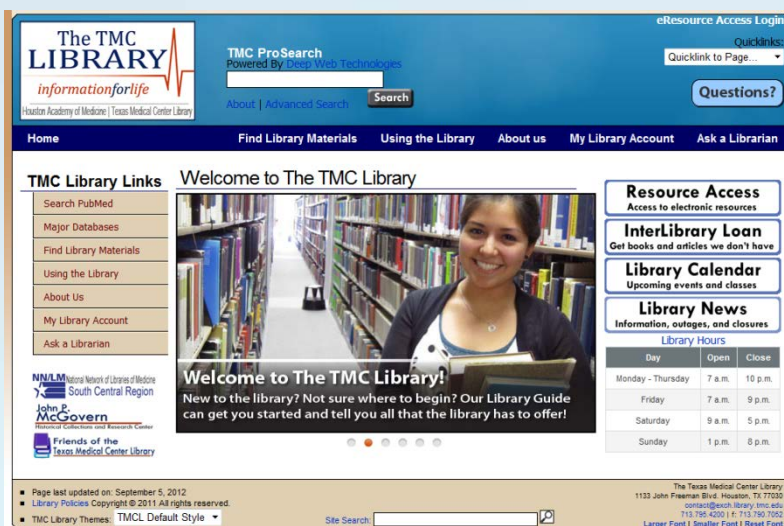 The TMC
LIBRARY
informationforlife
Houston Academy of Medicine | Texas Medical Center Library
TMC ProSearch
Powered By Deep Web Technologies
About | Advanced Search
Search
eResource Access Login
Quicklinks:
Quicklink to Page...
Questions?
Home
Find Library Materials
Using the Library
About us
My Library Account
Ask a Librarian
TMC Library Links
Search PubMed
Major Databases
Find Library Materials
Using the Library
About Us
My Library Account
Ask a Librarian
NN/LM National Network of Libraries of Medicine
South Central Region
John P.
McGovern
Historical Collections and Research Center
Friends of the
Texas Medical Center Library
Welcome to The TMC Library
Welcome to The TMC Library!
New to the library? Not sure where to begin? Our Library Guide
can get you started and tell you all that the library has to offer!
Resource Access
Access to electronic resources
InterLibrary Loan
Get books and articles we don't have
Library Calendar
Upcoming events and classes
Library News
Information, outages, and closures
Library Hours
Day Open Close
Monday - Thursday 7 a.m. 10 p.m.
Friday 7 a.m. 9 p.m.
Saturday 9 a.m. 5 p.m.
Sunday 1 p.m. 8 p.m.
Page last updated on: September 5, 2012
Library Policies Copyright © 2011 All rights reserved.
TMC Library Themes: TMCL Default Style
Site Search:
The Texas Medical Center Library
1133 John Freeman Blvd. Houston, TX 77030
contact@exch.library.tmc.edu
713.795.4200 | f: 713.790.7052
Larger Font | Smaller Font | Reset Font